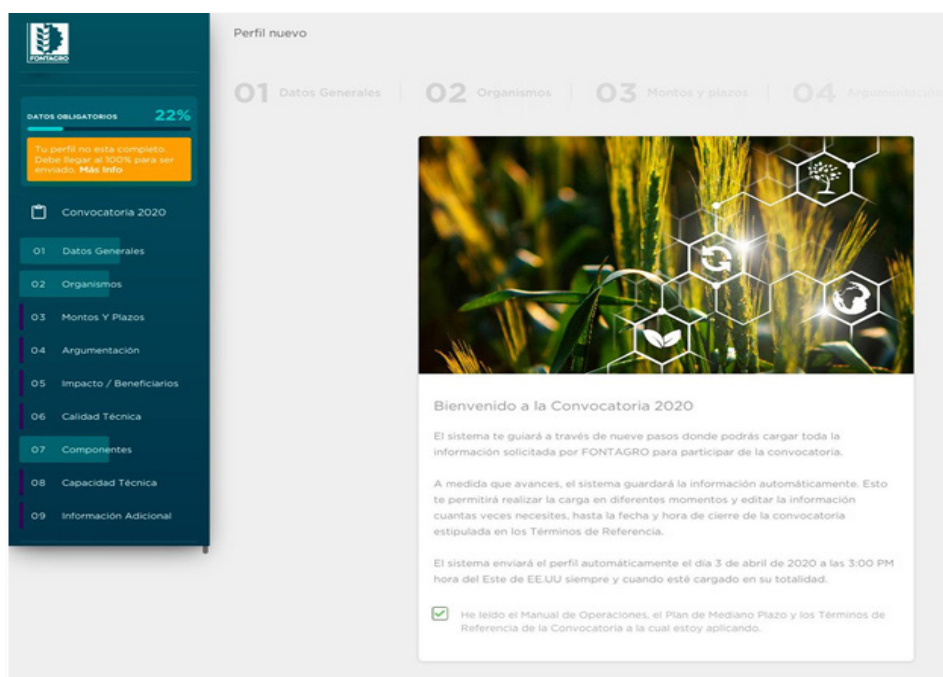 FONTAGRO
DATOS OBLIGATORIOS 22%
Tu perfil no esta completo.
Debe llegar al 100% para ser
enviado. Más Info
Convocatoria 2020
01 Datos Generales
02 Organismos
03 Montos Y Plazos
04 Argumentación
05 Impacto / Beneficiarios
06 Calidad Técnica
07 Componentes
08 Capacidad Técnica
09 Información Adicional
Perfil nuevo
01 Datos Generales 02 Organismos 03 Montos y plazos 04 Argumentación
Bienvenido a la Convocatoria 2020
El sistema te guiará a través de nueve pasos donde podrás cargar toda la
información solicitada por FONTAGRO para participar de la convocatoria.
A medida que avances, el sistema guardará la información automáticamente. Esto
te permitirá realizar la carga en diferentes momentos y editar la información
cuantas veces necesites, hasta la fecha y hora de cierre de la convocatoria
estipulada en los Términos de Referencia.
El sistema enviará el perfil automáticamente el día 3 de abril de 2020 a las 3:00 PM
hora del Este de EE.UU siempre y cuando esté cargado en su totalidad.
He leído el Manual de Operaciones, el Plan de Mediano Plazo y los Términos de
Referencia de la Convocatoria a la cual estoy aplicando.